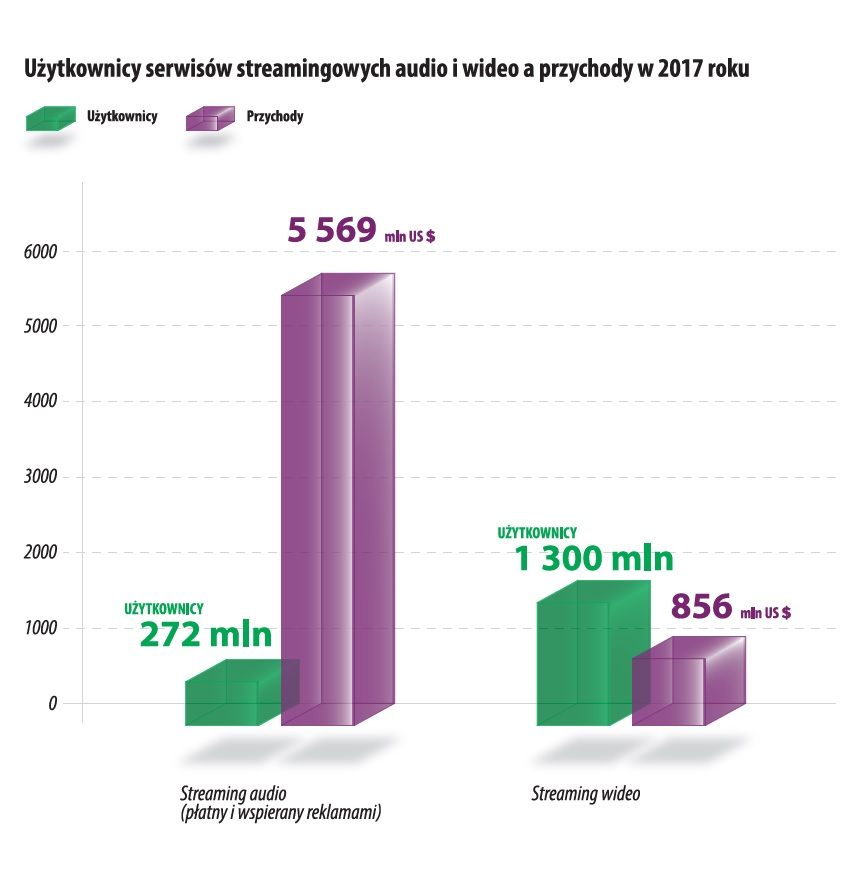 Użytkownicy serwisów streamingowych audio i wideo a przychody w 2017 roku
Użytkownicy
Przychody
5 569 mln US $
6000
5000
4000
3000
2000
1000
0
UŻYTKOWNICY
272 mln
UŻYTKOWNICY
1 300 mln
856 mln US $
Streaming audio
(płatny i wspierany reklamami)
Streaming wideo